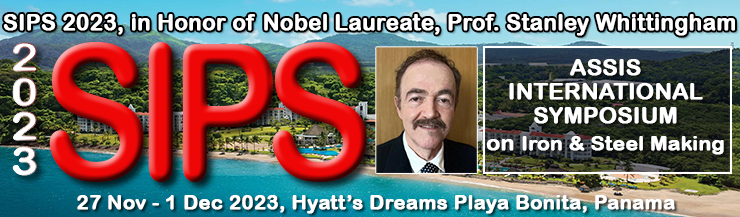 SIPS 2023, in Honor of Nobel Laureate, Prof. Stanley Whittingham
2023
SIPS
ASSIS
INTERNATIONAL
SYMPOSIUM
on Iron & Steel Making
27 Nov - 1 Dec 2023, Hyatt's Dreams Playa Bonita, Panama